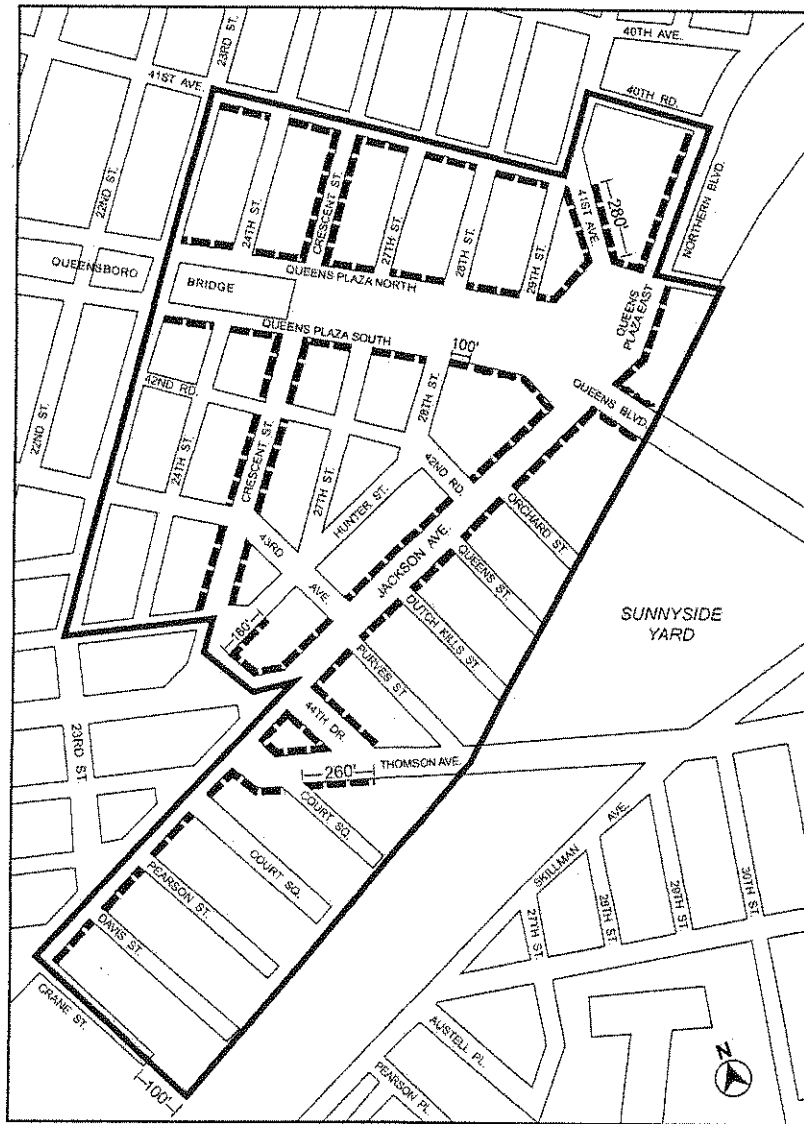 40TH AVE.
23RD ST.
41ST AVE.
40TH RD.
22ND ST.
NORTHERN BLVD.
CRESCENT ST.
41ST AVE.
280'
24TH ST.
27TH ST.
28TH ST.
29TH ST.
QUEENSBORO
BRIDGE
QUEENS PLAZA NORTH
QUEENS PLAZA EAST
QUEENS PLAZA SOUTH
100'
42ND RD.
28TH ST.
QUEENS BLVD.
22ND ST.
24TH ST.
CRESCENT ST.
27TH ST.
HUNTER ST.
42ND RD.
43RD
AVE.
JACKSON AVE.
ORCHARD ST.
QUEENS ST.
DUTCH KILLS ST.
SUNNYSIDE
YARD
160'
PURVES ST.
44TH DR.
23RD ST.
260'
THOMSON AVE.
COURT SQ.
COURT SQ.
SKILLMAN AVE.
PEARSON ST.
DAVIS ST.
27TH ST.
28TH ST.
29TH ST.
30TH ST.
CRANE ST.
100'
AUSTELL PL.
PEARSON PL.
N